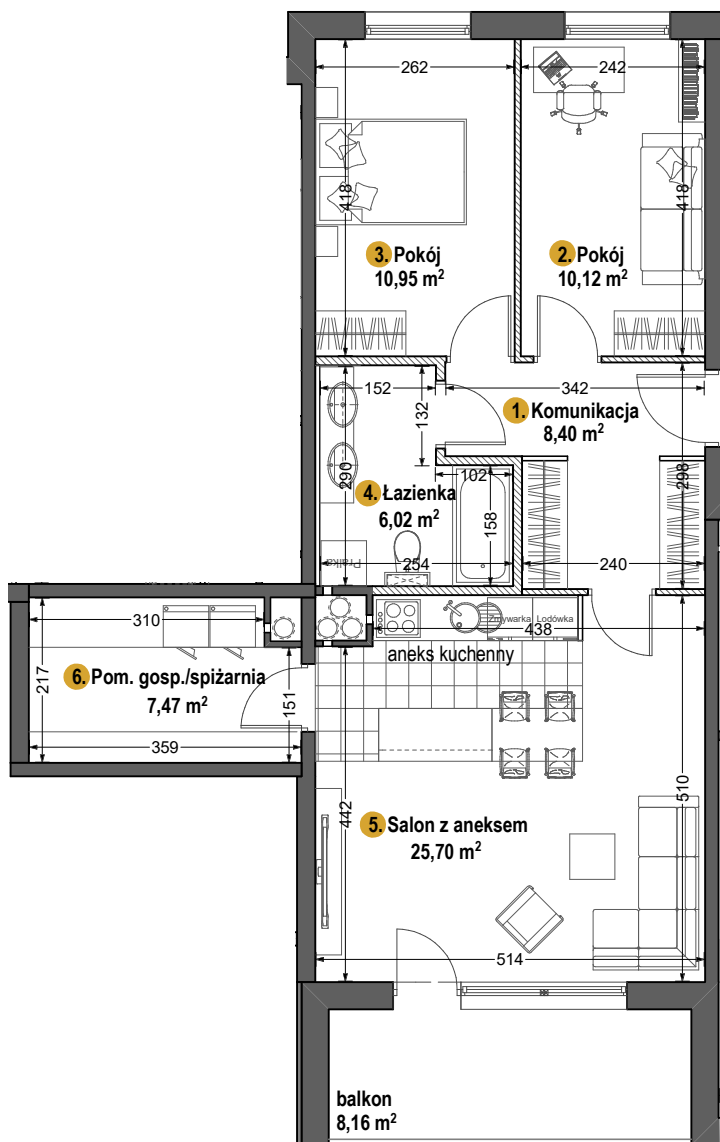 262
242
418
418
3. Pokój
10,95 m²
2. Pokój
10,12 m²
152
342
132
1. Komunikacja
8,40 m²
290
102
298
4. Łazienka
6,02 m²
158
Pralka
254
240
310
Zmywarka
Lodówka
438
aneks kuchenny
217
6. Pom. gosp./spiżarnia
7,47 m²
151
359
442
510
5. Salon z aneksem
25,70 m²
514
balkon
8,16 m²